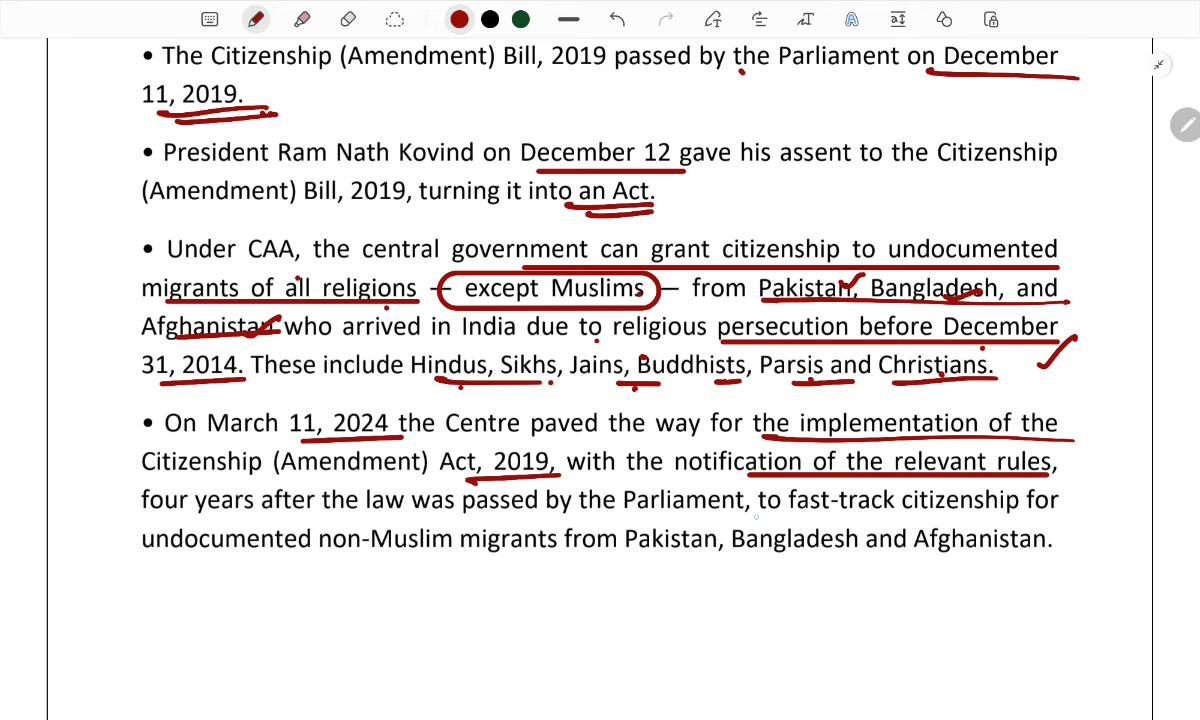 • The Citizenship (Amendment) Bill, 2019 passed by the Parliament on December
11, 2019.
• President Ram Nath Kovind on December 12 gave his assent to the Citizenship
(Amendment) Bill, 2019, turning it into an Act.
• Under CAA, the central government can grant citizenship to undocumented
migrants of all religions — except Muslims — from Pakistan, Bangladesh, and
Afghanistan who arrived in India due to religious persecution before December
31, 2014. These include Hindus, Sikhs, Jains, Buddhists, Parsis and Christians.
• On March 11, 2024 the Centre paved the way for the implementation of the
Citizenship (Amendment) Act, 2019, with the notification of the relevant rules,
four years after the law was passed by the Parliament, to fast-track citizenship for
undocumented non-Muslim migrants from Pakistan, Bangladesh and Afghanistan.